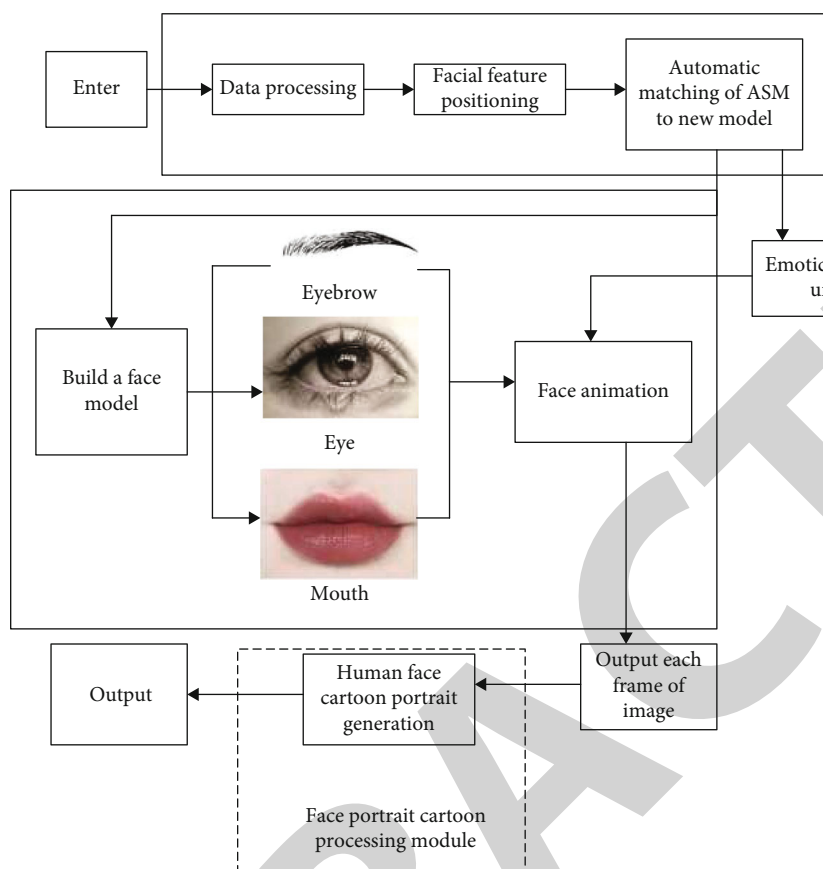 Enter
Data processing
Facial feature
positioning
Automatic
matching of ASM
to new model
Eyebrow
Build a face
model
Eye
Mouth
Face animation
Output each
frame of
image
Human face
cartoon portrait
generation
Output
Face portrait cartoon
processing module